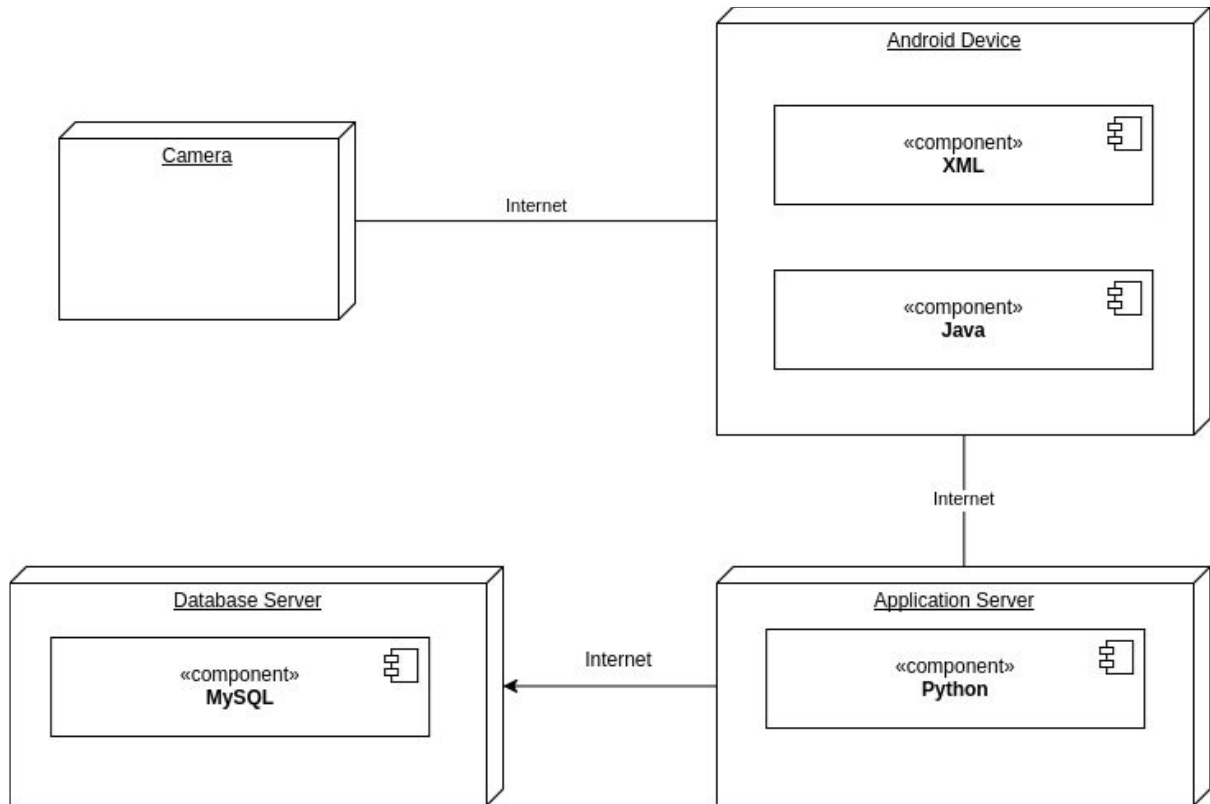 Android Device
«component»
XML
Camera
Internet
«component»
Java
Internet
Database Server
«component»
MySQL
Internet
Application Server
«component»
Python